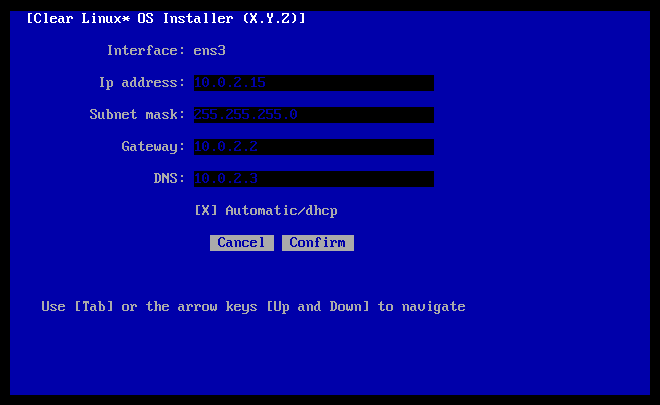 [Clear Linux* OS Installer (X.Y.Z)]
Interface: ens3
Ip address: 10.0.2.15
Subnet mask: 255.255.255.0
Gateway: 10.0.2.2
DNS: 10.0.2.3
[X] Automatic/dhcp
Cancel Confirm
Use [Tab] or the arrow keys [Up and Down] to navigate